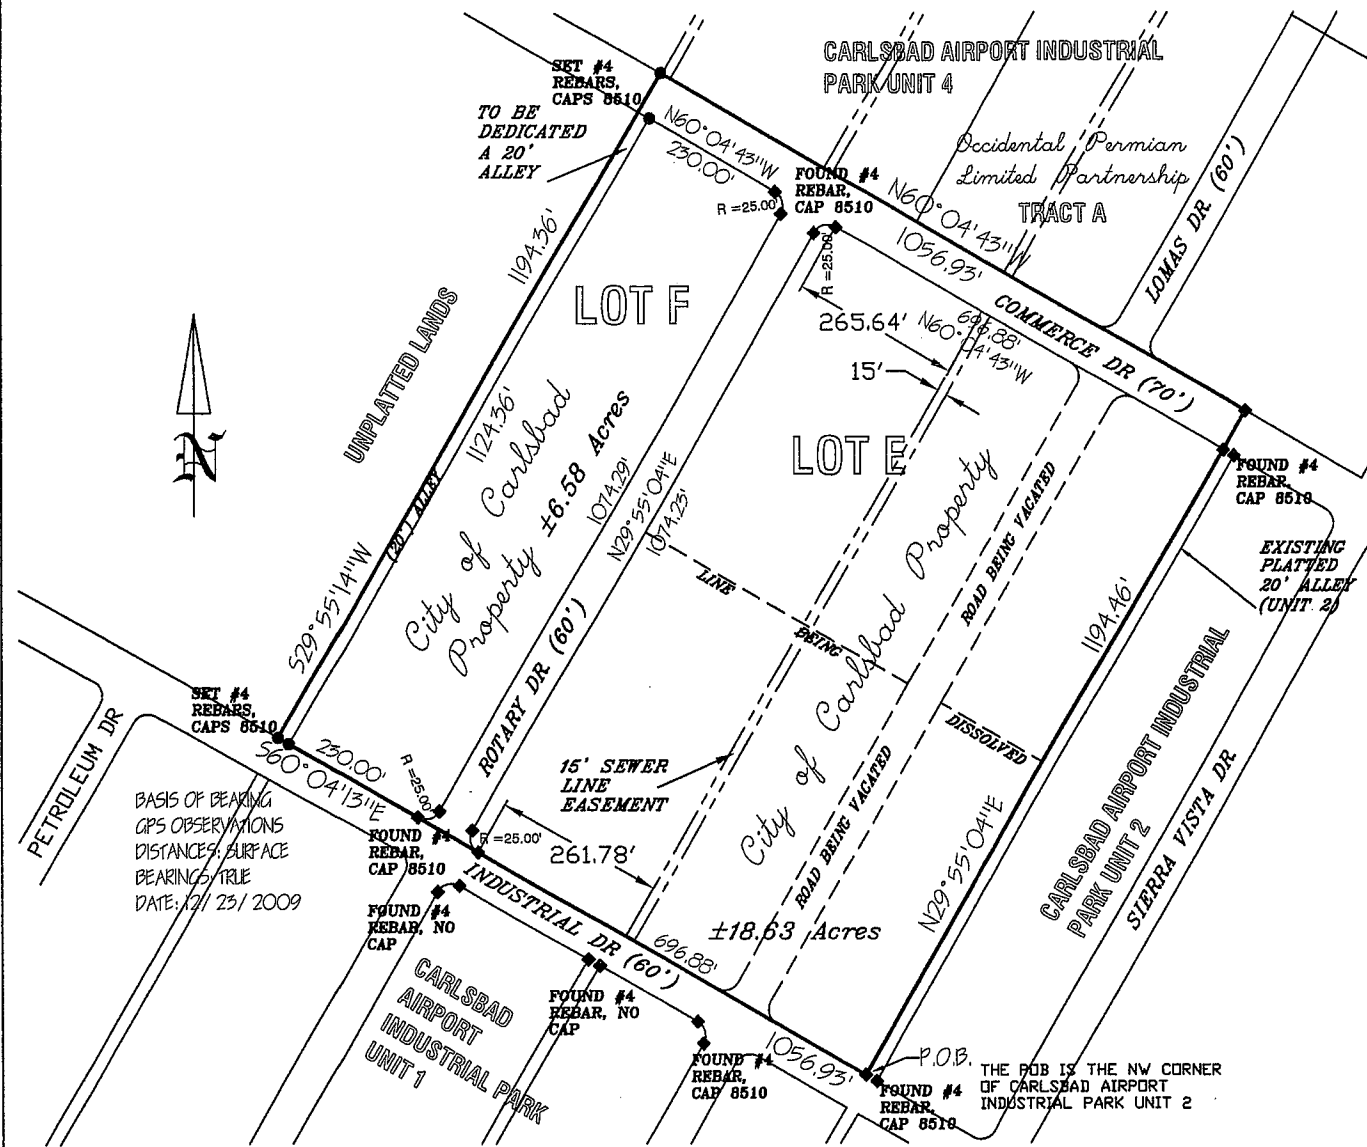 CARLSBAD AIRPORT INDUSTRIAL
PARK UNIT 4
SET #4
REBARS,
CAPS 8510
TO BE
DEDICATED
A 20'
ALLEY
N60°04'43"W
230.00'
R =25.00'
FOUND #4
REBAR,
CAP 8510
Occidental Permian
Limited Partnership
TRACT A
N60°04'43"W
1056.93'
LOMAS DR (60')
R =25.00'
1194.36'
LOT F
265.64'
N60°04'43"W
696.88'
COMMERCE DR (70')
15'
UNPLATTED LANDS
N
1124.36'
City of Carlsbad
Property ±6.58 Acres
1074.29'
N29°55'04"E
1074.23'
LOT E
City of Carlsbad Property
ROAD BEING VACATED
FOUND #4
REBAR,
CAP 8510
EXISTING
PLATTED
20' ALLEY
(UNIT 2)
(20') ALLEY
S29°55'14"W
LINE
BEING
DISSOLVED
1194.46'
ROTARY DR. (60')
SET #4
REBARS,
CAPS 8510
PETROLEUM DR
230.00'
S60°04'13"E
R =25.00'
15' SEWER
LINE
EASEMENT
ROAD BEING VACATED
N29°55'04"E
CARLSBAD AIRPORT INDUSTRIAL
PARK UNIT 2
SIERRA VISTA DR
BASIS OF BEARING
GPS OBSERVATIONS
DISTANCES: SURFACE
BEARINGS: TRUE
DATE: 12/ 23/ 2009
FOUND #4
REBAR,
CAP 8510
R =25.00'
261.78'
INDUSTRIAL DR (60')
FOUND #4
REBAR, NO
CAP
±18.63 Acres
696.88'
CARLSBAD
AIRPORT
INDUSTRIAL PARK
UNIT 1
FOUND #4
REBAR, NO
CAP
FOUND #4
REBAR,
CAP 8510
1056.93'
P.O.B.
THE POB IS THE NW CORNER
OF CARLSBAD AIRPORT
INDUSTRIAL PARK UNIT 2
FOUND #4
REBAR,
CAP 8510